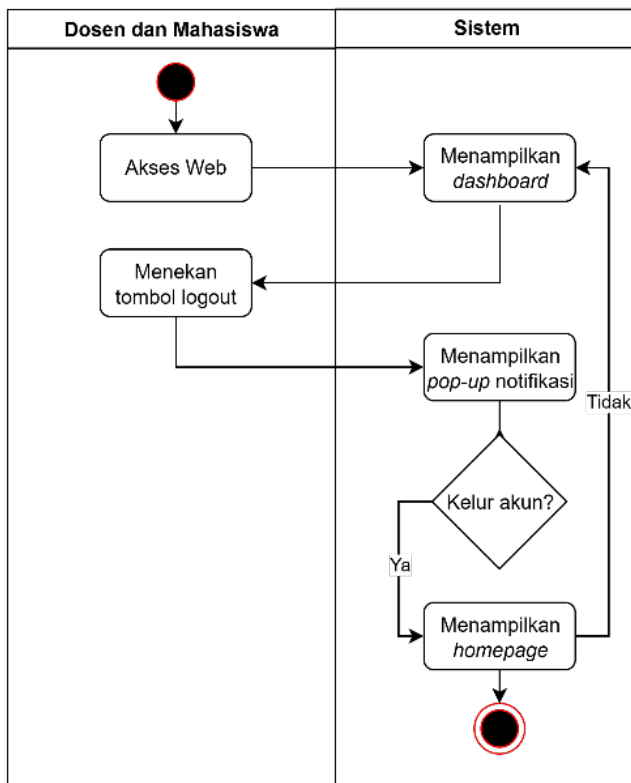 Dosen dan Mahasiswa
Sistem
Akses Web
Menampilkan
dashboard
Menekan
tombol logout
Menampilkan
pop-up notifikasi
Tidak
Kelur akun?
Ya
Menampilkan
homepage